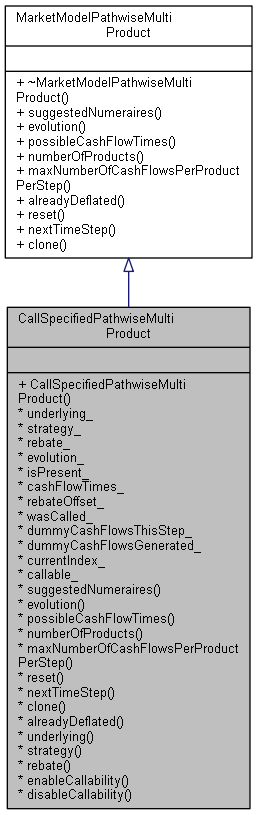 MarketModelPathwiseMulti
Product
+ ~MarketModelPathwiseMulti
Product()
+ suggestedNumeraires()
+ evolution()
+ possibleCashFlowTimes()
+ numberOfProducts()
+ maxNumberOfCashFlowsPerProduct
PerStep()
+ alreadyDeflated()
+ reset()
+ nextTimeStep()
+ clone()
CallSpecifiedPathwiseMulti
Product
+ CallSpecifiedPathwiseMulti
Product()
* underlying_
* strategy_
* rebate_
* evolution_
* isPresent_
* cashFlowTimes_
* rebateOffset_
* wasCalled_
* dummyCashFlowsThisStep_
* dummyCashFlowsGenerated_
* currentIndex_
* callable_
* suggestedNumeraires()
* evolution()
* possibleCashFlowTimes()
* numberOfProducts()
* maxNumberOfCashFlowsPerProduct
PerStep()
* reset()
* nextTimeStep()
* clone()
* alreadyDeflated()
* underlying()
* strategy()
* rebate()
* enableCallability()
* disableCallability()